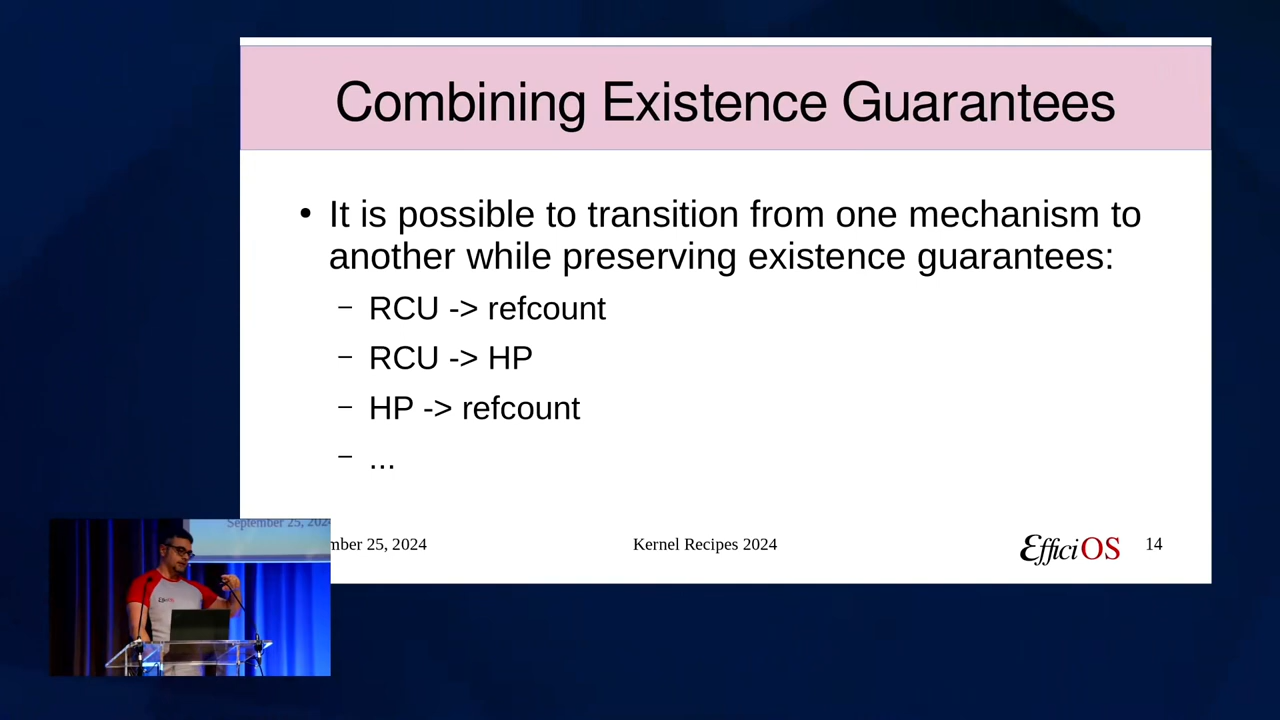 Combining Existence Guarantees
• It is possible to transition from one mechanism to
another while preserving existence guarantees:
– RCU -> refcount
– RCU -> HP
– HP -> refcount
– ...
September 25, 202
mber 25, 2024
Kernel Recipes 2024
EfficiOS
14